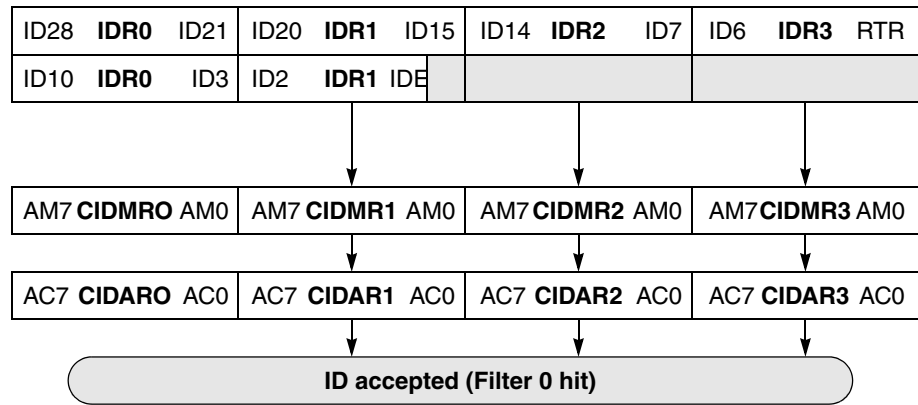 ID28 IDR0 ID21 ID20 IDR1 ID15 ID14 IDR2 ID7 ID6 IDR3 RTR
ID10 IDR0 ID3 ID2 IDR1 IDE
AM7 CIDMRO AM0 AM7 CIDMR1 AM0 AM7 CIDMR2 AM0 AM7 CIDMR3 AM0
AC7 CIDARO AC0 AC7 CIDAR1 AC0 AC7 CIDAR2 AC0 AC7 CIDAR3 AC0
ID accepted (Filter 0 hit)